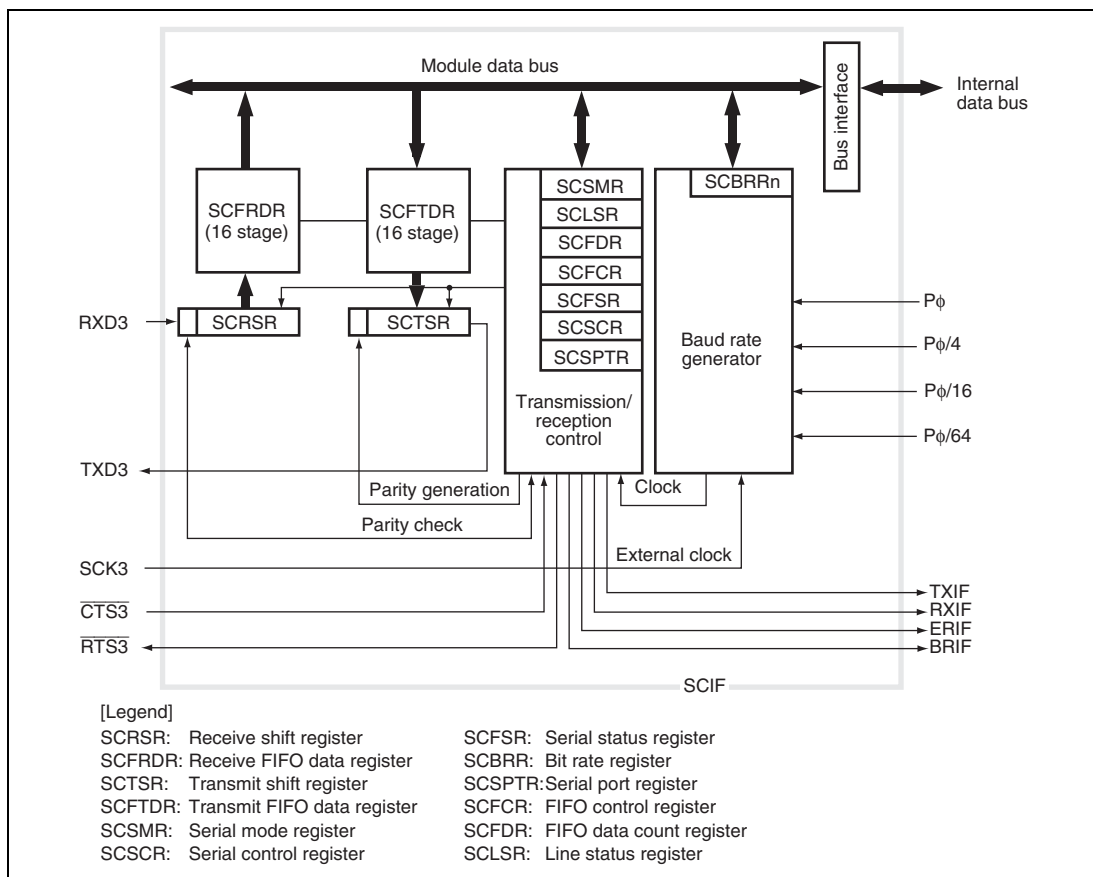 Module data bus
Bus interface
Internal
data bus
SCFRDR
(16 stage)
SCFTDR
(16 stage)
SCSMR
SCLSR
SCFDR
SCFCR
SCFSR
SCSCR
SCSPTR
Transmission/
reception
control
SCBRRn
Baud rate
generator
RXD3
SCRSR
SCTSR
Pφ
Pφ/4
Pφ/16
Pφ/64
TXD3
Parity generation
Clock
Parity check
SCK3
External clock
CTS3
RTS3
TXIF
RXIF
ERIF
BRIF
SCIF
[Legend]
SCRSR: Receive shift register
SCFRDR: Receive FIFO data register
SCTSR: Transmit shift register
SCFTDR: Transmit FIFO data register
SCSMR: Serial mode register
SCSCR: Serial control register
SCFSR: Serial status register
SCBRR: Bit rate register
SCSPTR:Serial port register
SCFCR: FIFO control register
SCFDR: FIFO data count register
SCLSR: Line status register